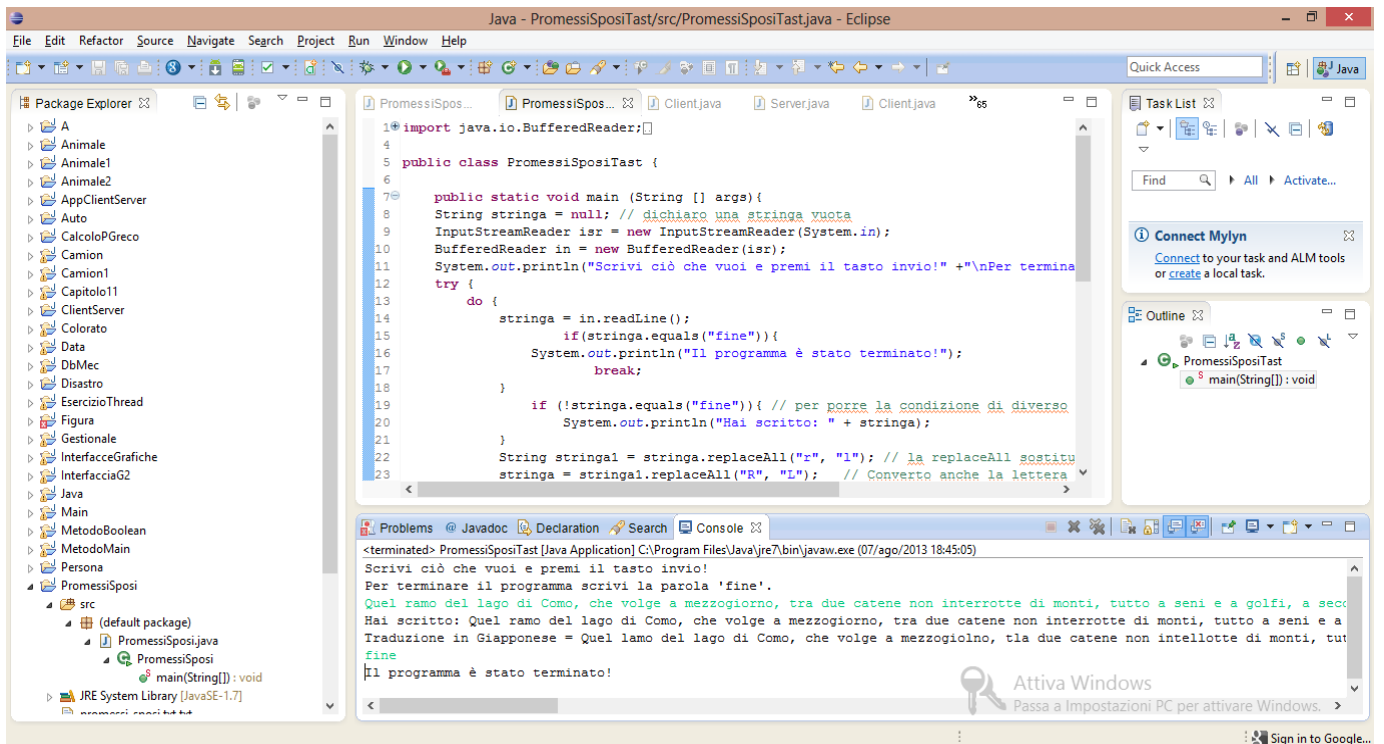 Java - PromessiSposiTast/src/PromessiSposiTast.java - Eclipse
File Edit Refactor Source Navigate Search Project Run Window Help
Quick Access
Java
Package Explorer
A
Animale
Animale1
Animale2
AppClientServer
Auto
CalcoloPGreco
Camion
Camion1
Capitolo11
ClientServer
Colorato
Data
DbMec
Disastro
EsercizioThread
Figura
Gestionale
InterfacceGrafiche
InterfacciaG2
Java
Main
MetodoBoolean
MetodoMain
Persona
PromessiSposi
src
(default package)
PromessiSposi.java
PromessiSposi
main(String[]) : void
JRE System Library [JavaSE-1.7]
PromessiSpos... PromessiSpos... Client.java Server.java Client.java »65
1 import java.io.BufferedReader;
4
5 public class PromessiSposiTast {
6
7 public static void main (String [] args){
8 String stringa = null; // dichiaro una stringa vuota
9 InputStreamReader isr = new InputStreamReader(System.in);
10 BufferedReader in = new BufferedReader(isr);
11 System.out.println("Scrivi ciò che vuoi e premi il tasto invio!" +"\nPer termina
12 try {
13 do {
14 stringa = in.readLine();
15 if(stringa.equals("fine")){
16 System.out.println("Il programma è stato terminato!");
17 break;
18 }
19 if (!stringa.equals("fine")){ // per porre la condizione di diverso
20 System.out.println("Hai scritto: " + stringa);
21 }
22 String stringa1 = stringa.replaceAll("r", "l"); // la replaceAll sostitu
23 stringa = stringa1.replaceAll("R", "L"); // Converto anche la lettera
Task List
Find All Activate...
Connect Mylyn
Connect to your task and ALM tools
or create a local task.
Outline
PromessiSposiTast
main(String[]) : void
Problems @ Javadoc Declaration Search Console
<terminated> PromessiSposiTast [Java Application] C:\Program Files\Java\jre7\bin\javaw.exe (07/ago/2013 18:45:05)
Scrivi ciò che vuoi e premi il tasto invio!
Per terminare il programma scrivi la parola 'fine'.
Quel ramo del lago di Como, che volge a mezzogiorno, tra due catene non interrotte di monti, tutto a seni e a golfi, a seco
Hai scritto: Quel ramo del lago di Como, che volge a mezzogiorno, tra due catene non interrotte di monti, tutto a seni e a
Traduzione in Giapponese = Quel lamo del lago di Como, che volge a mezzogiolno, tla due catene non intellotte di monti, tut
fine
Il programma è stato terminato!
Attiva Windows
Passa a Impostazioni PC per attivare Windows.
Sign in to Google...